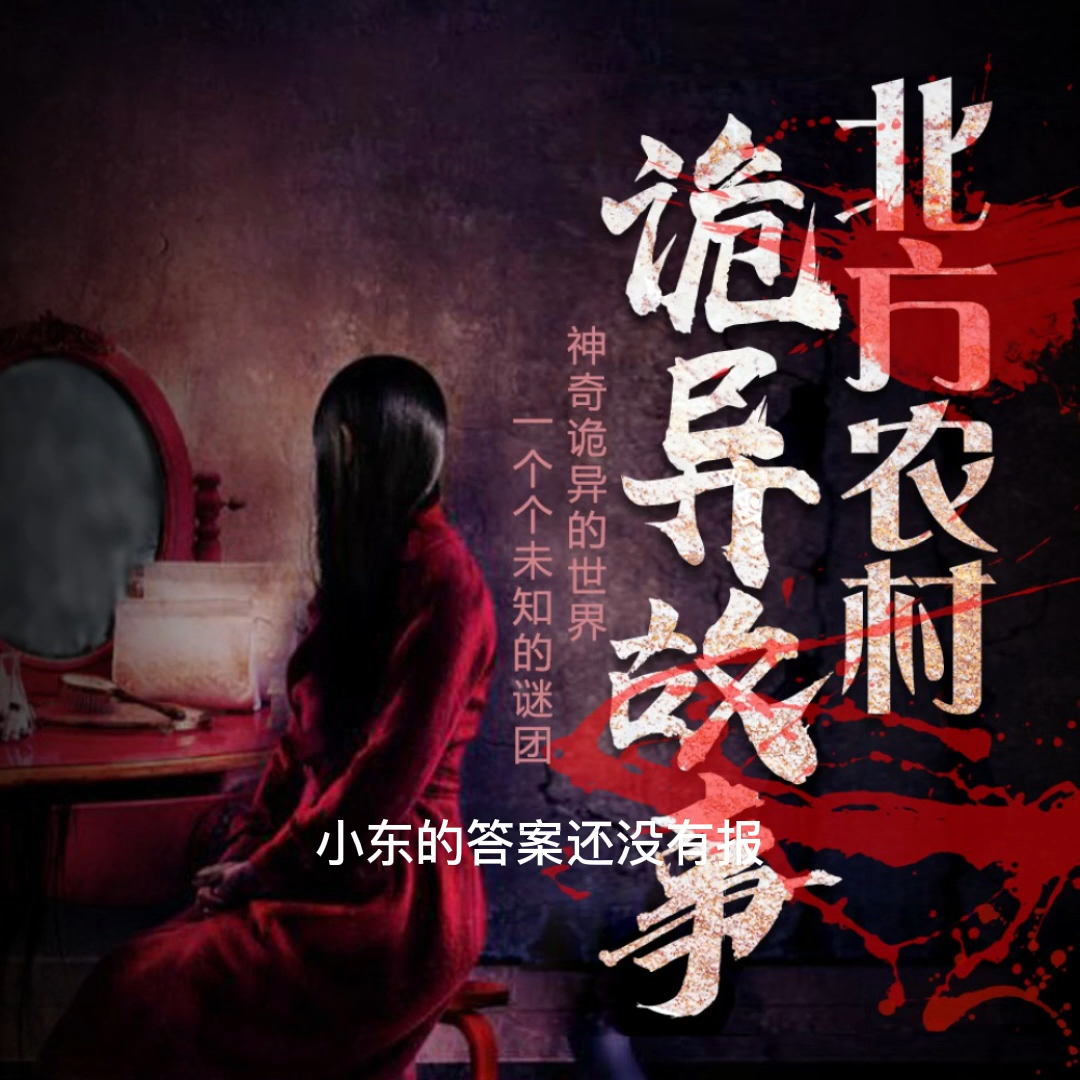 北方农村
诡异故事
神奇诡异的世界
一个个未知的谜团
小东的答案还没有报